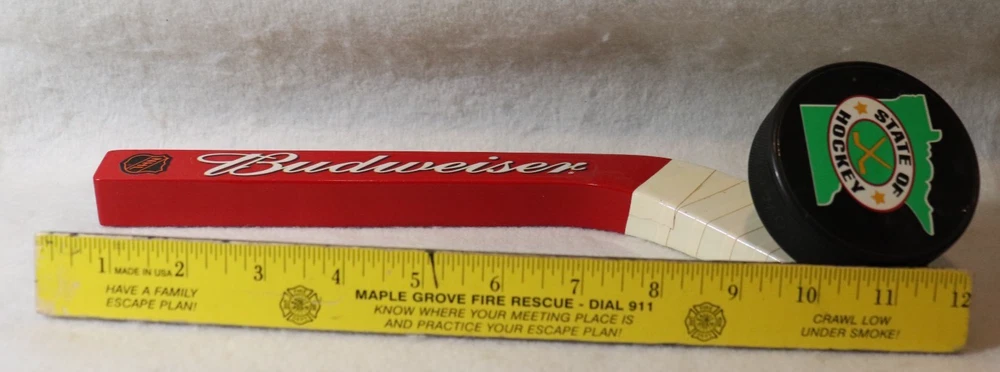 Budweiser
STATE OF
HOCKEY
1 MADE IN USA 2 3 4 5 6 7 8 9 10 11 12
HAVE A FAMILY
ESCAPE PLAN!
MAPLE GROVE FIRE RESCUE - DIAL 911
KNOW WHERE YOUR MEETING PLACE IS
AND PRACTICE YOUR ESCAPE PLAN!
CRAWL LOW
UNDER SMOKE!